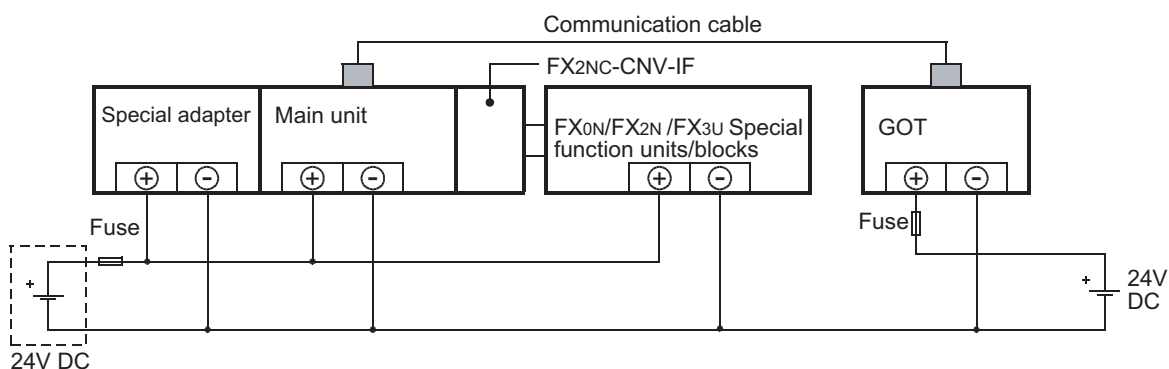 Communication cable
FX2NC-CNV-IF
Special adapter
Main unit
FX0N/FX2N /FX3U Special
function units/blocks
GOT
+ -
+ -
+ -
+ -
Fuse
Fuse
+
24V DC
+
24V
DC